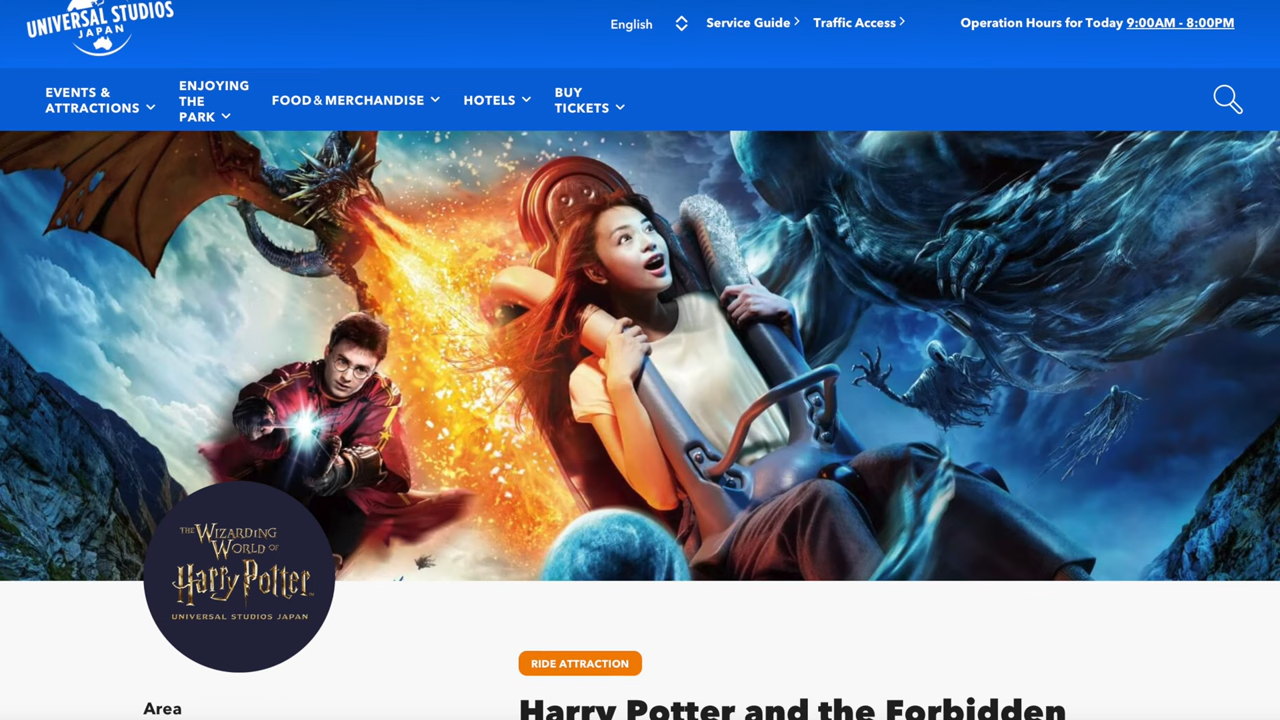 UNIVERSAL STUDIOS
JAPAN
English
Service Guide
Traffic Access
Operation Hours for Today 9:00AM - 8:00PM
EVENTS &
ATTRACTIONS
ENJOYING
THE
PARK
FOOD & MERCHANDISE
HOTELS
BUY
TICKETS
THE WIZARDING
WORLD OF
Harry Potter
™
UNIVERSAL STUDIOS JAPAN
RIDE ATTRACTION
Area
Harry Potter and the Forbidden